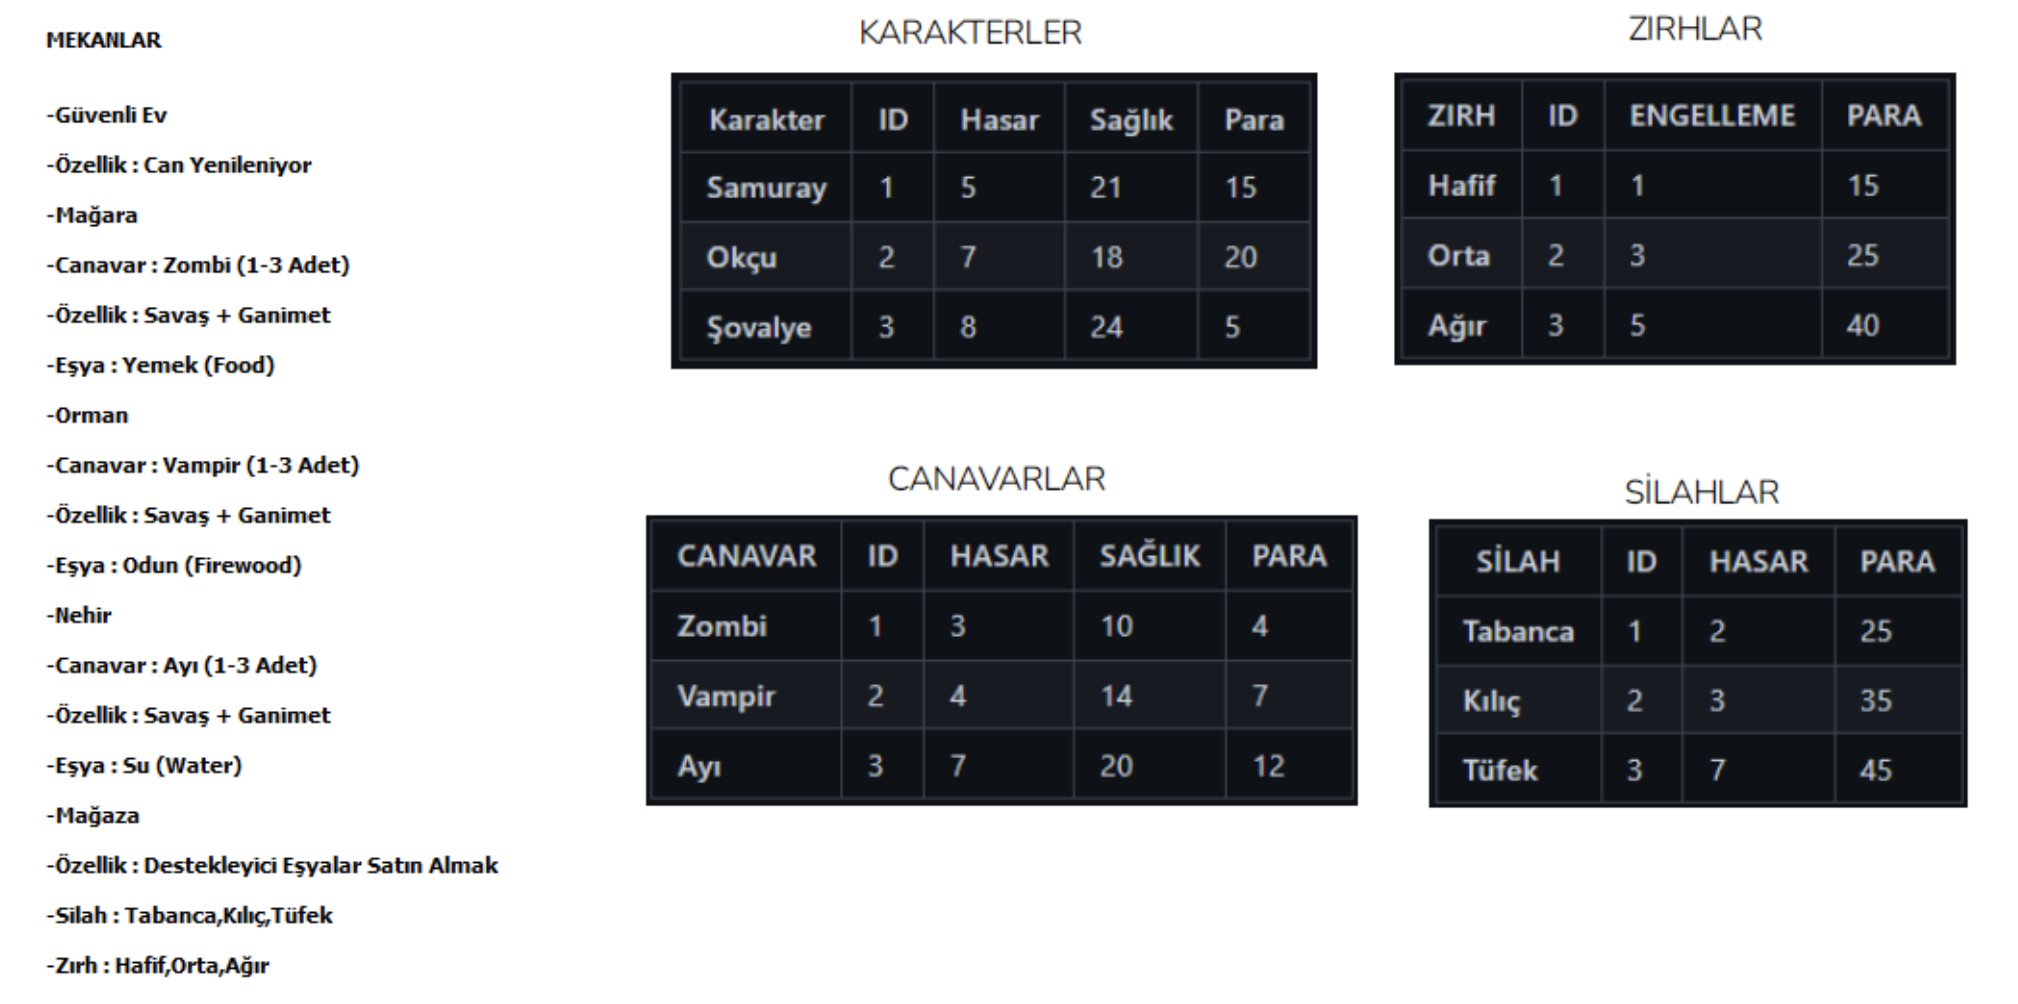 MEKANLAR
-Güvenli Ev
-Özellik : Can Yenileniyor
-Mağara
-Canavar : Zombi (1-3 Adet)
-Özellik : Savaş + Ganimet
-Eşya : Yemek (Food)
-Orman
-Canavar : Vampir (1-3 Adet)
-Özellik : Savaş + Ganimet
-Eşya : Odun (Firewood)
-Nehir
-Canavar : Ayı (1-3 Adet)
-Özellik : Savaş + Ganimet
-Eşya : Su (Water)
-Mağaza
-Özellik : Destekleyici Eşyalar Satın Almak
-Silah : Tabanca,Kılıç,Tüfek
-Zırh : Hafif,Orta,Ağır
KARAKTERLER
Karakter ID Hasar Sağlık Para
Samuray 1 5 21 15
Okçu 2 7 18 20
Şovalye 3 8 24 5
ZIRHLAR
ZIRH ID ENGELLEME PARA
Hafif 1 1 15
Orta 2 3 25
Ağır 3 5 40
CANAVARLAR
CANAVAR ID HASAR SAĞLIK PARA
Zombi 1 3 10 4
Vampir 2 4 14 7
Ayı 3 7 20 12
SİLAHLAR
SİLAH ID HASAR PARA
Tabanca 1 2 25
Kılıç 2 3 35
Tüfek 3 7 45